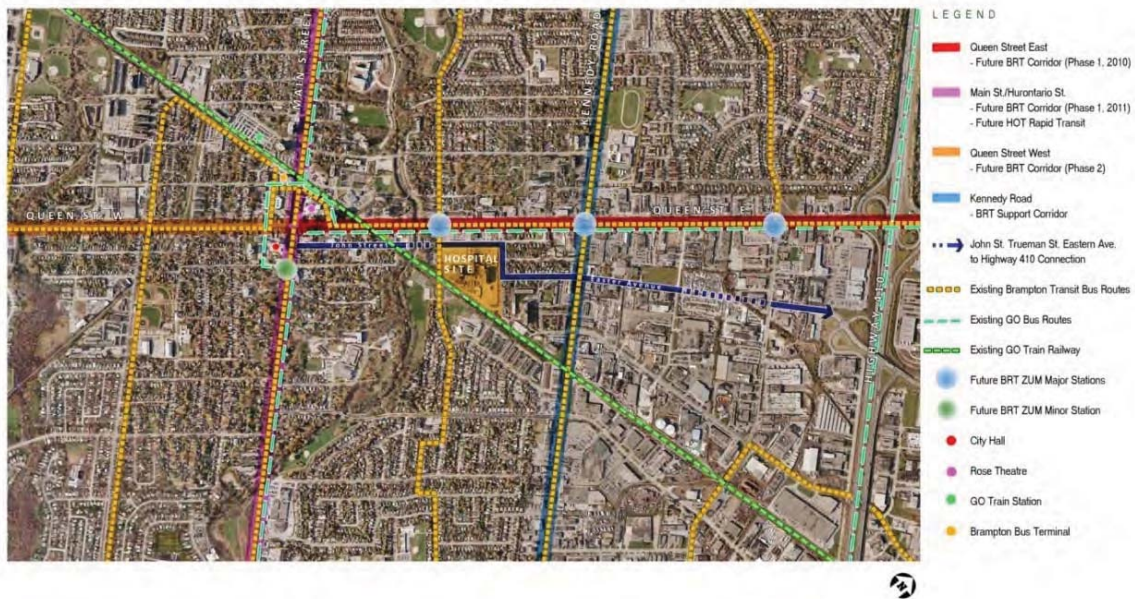 LEGEND
Queen Street East
- Future BRT Corridor (Phase 1, 2010)
Main St./Hurontario St.
- Future BRT Corridor (Phase 1, 2011)
- Future HOT Rapid Transit
Queen Street West
- Future BRT Corridor (Phase 2)
Kennedy Road
- BRT Support Corridor
John St. Trueman St. Eastern Ave.
to Highway 410 Connection
Existing Brampton Transit Bus Routes
Existing GO Bus Routes
Existing GO Train Railway
Future BRT ZUM Major Stations
Future BRT ZUM Minor Station
City Hall
Rose Theatre
GO Train Station
Brampton Bus Terminal
MAIN STREET
KENNEDY ROAD
QUEEN ST. W
QUEEN ST. E
John Street
HOSPITAL
SITE
Avenue
HIGHWAY 410
N